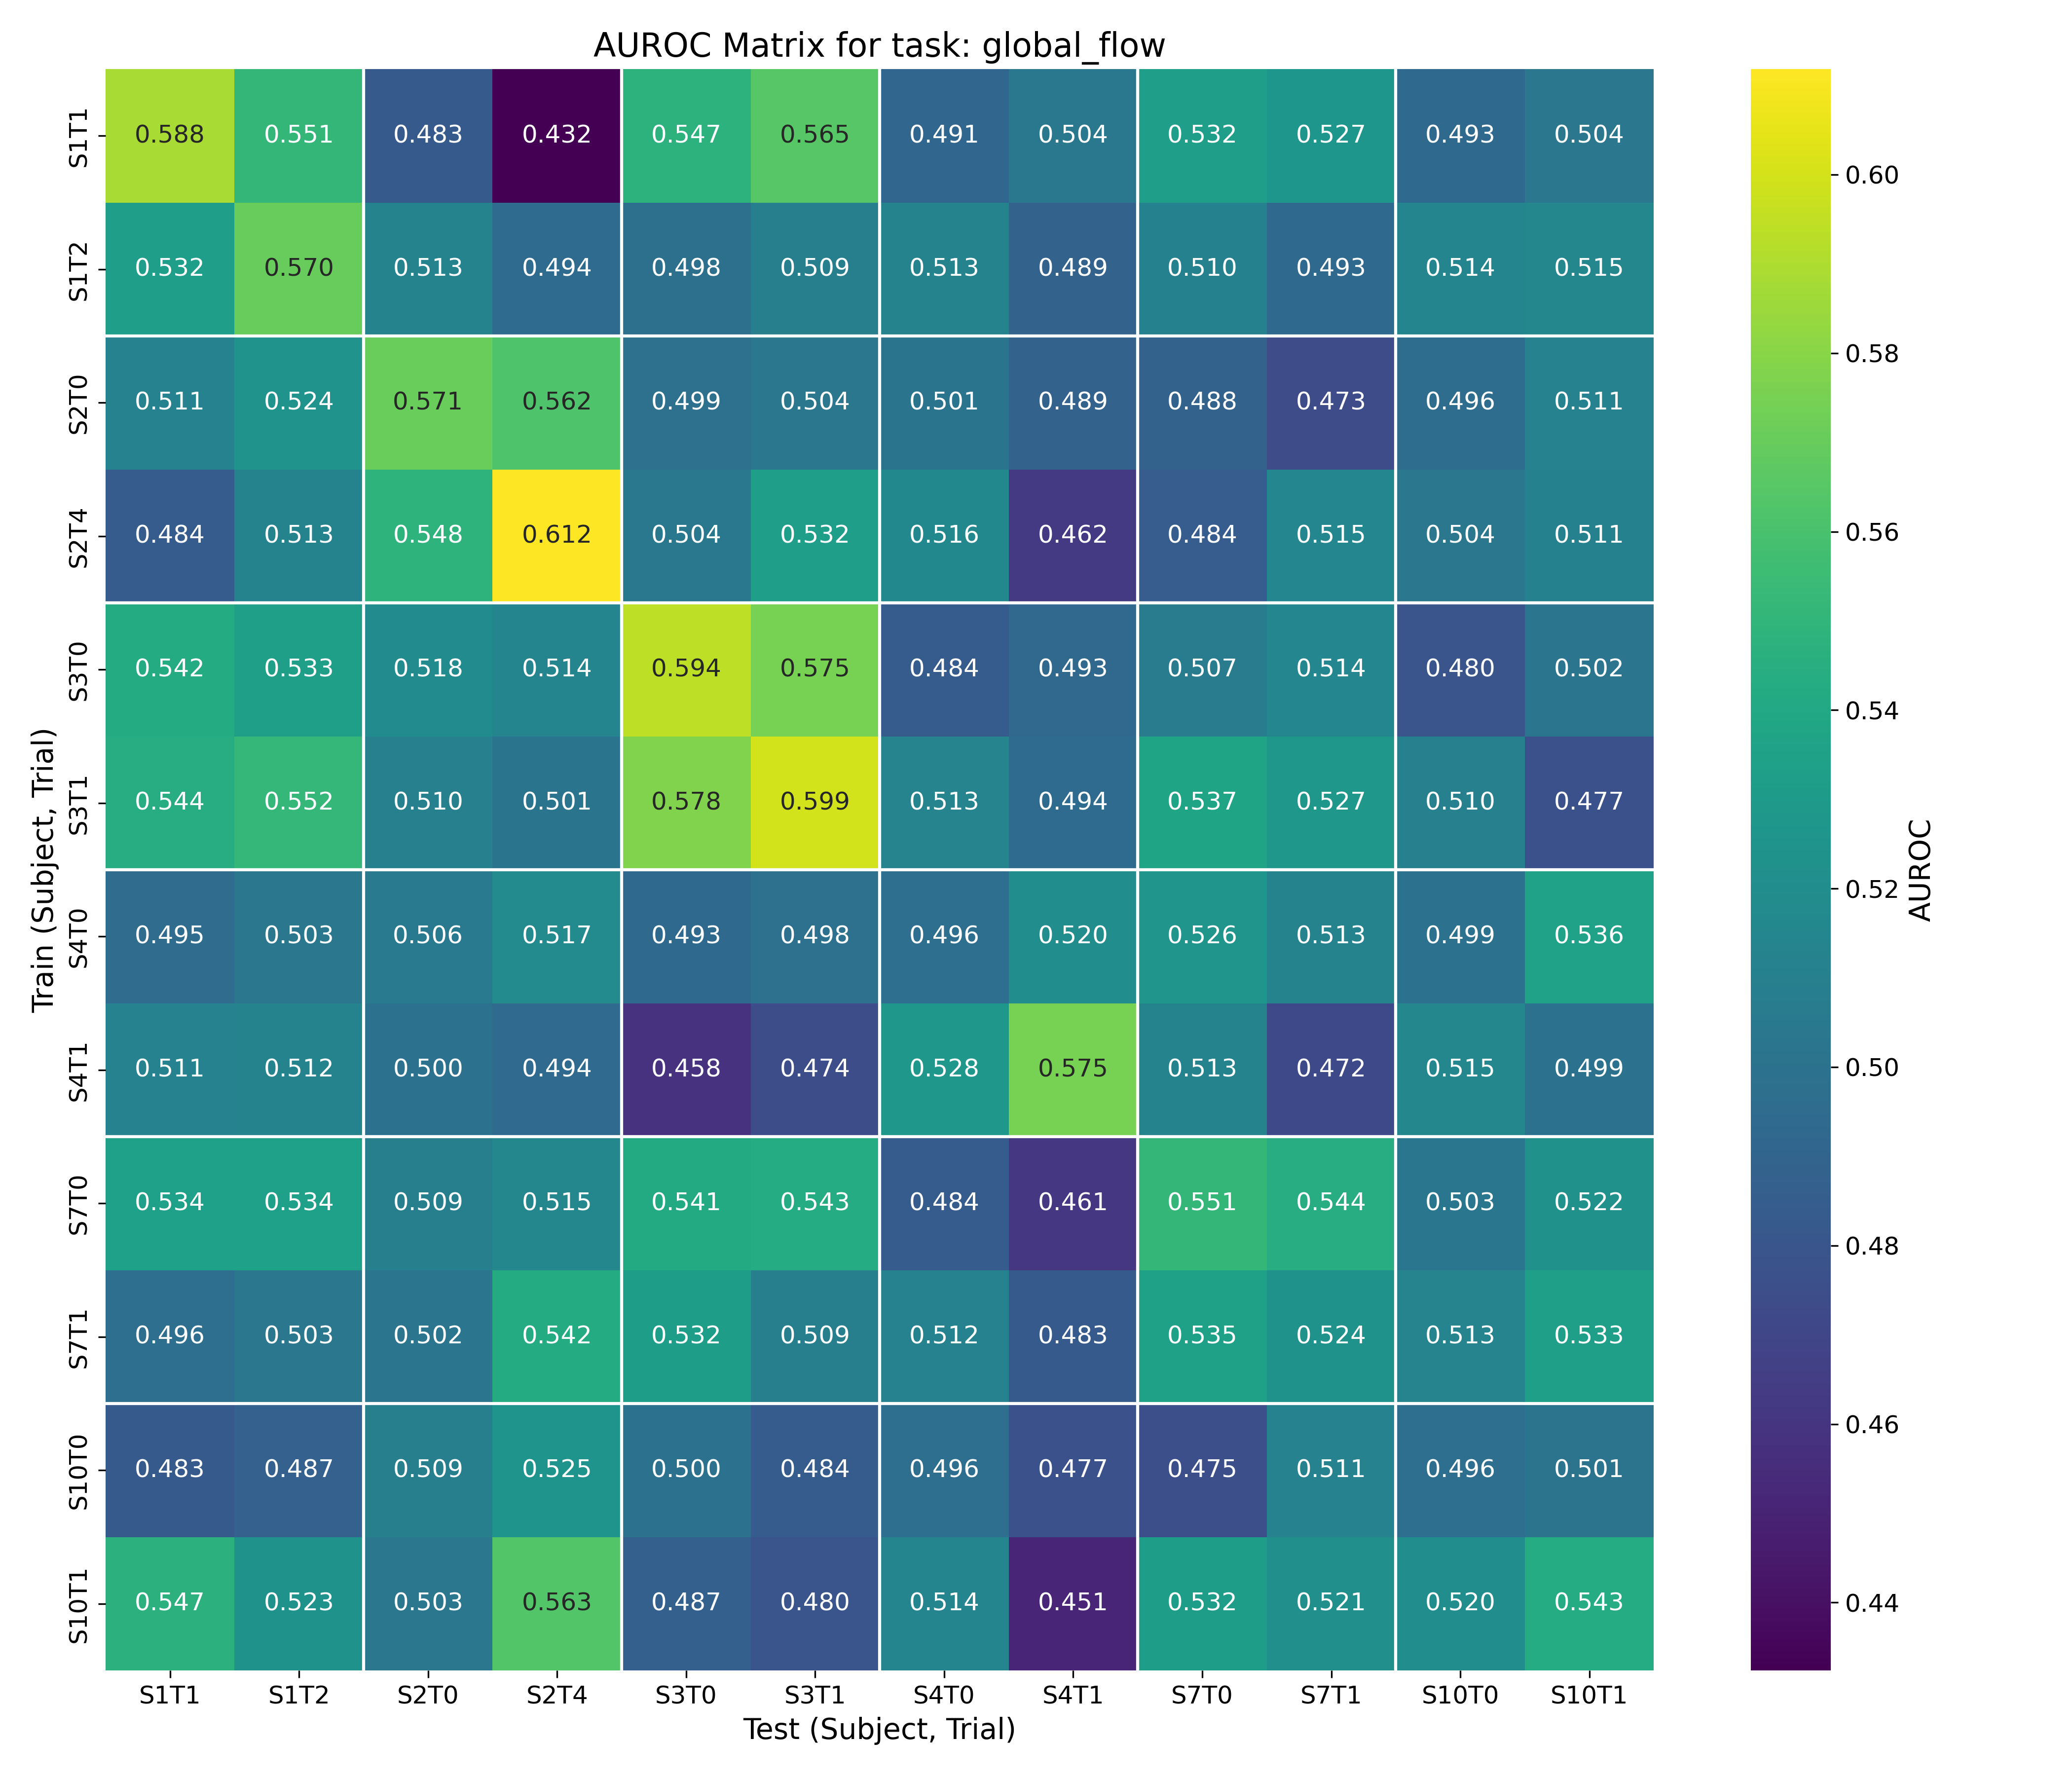 AUROC Matrix for task: global_flow
S1T1 0.588 0.551 0.483 0.432 0.547 0.565 0.491 0.504 0.532 0.527 0.493 0.504
S1T2 0.532 0.570 0.513 0.494 0.498 0.509 0.513 0.489 0.510 0.493 0.514 0.515
S2T0 0.511 0.524 0.571 0.562 0.499 0.504 0.501 0.489 0.488 0.473 0.496 0.511
S2T4 0.484 0.513 0.548 0.612 0.504 0.532 0.516 0.462 0.484 0.515 0.504 0.511
S3T0 0.542 0.533 0.518 0.514 0.594 0.575 0.484 0.493 0.507 0.514 0.480 0.502
S3T1 0.544 0.552 0.510 0.501 0.578 0.599 0.513 0.494 0.537 0.527 0.510 0.477
S4T0 0.495 0.503 0.506 0.517 0.493 0.498 0.496 0.520 0.526 0.513 0.499 0.536
S4T1 0.511 0.512 0.500 0.494 0.458 0.474 0.528 0.575 0.513 0.472 0.515 0.499
S7T0 0.534 0.534 0.509 0.515 0.541 0.543 0.484 0.461 0.551 0.544 0.503 0.522
S7T1 0.496 0.503 0.502 0.542 0.532 0.509 0.512 0.483 0.535 0.524 0.513 0.533
S10T0 0.483 0.487 0.509 0.525 0.500 0.484 0.496 0.477 0.475 0.511 0.496 0.501
S10T1 0.547 0.523 0.503 0.563 0.487 0.480 0.514 0.451 0.532 0.521 0.520 0.543
S1T1 S1T2 S2T0 S2T4 S3T0 S3T1 S4T0 S4T1 S7T0 S7T1 S10T0 S10T1
Test (Subject, Trial)
Train (Subject, Trial)
0.60
0.58
0.56
0.54
0.52
0.50
0.48
0.46
0.44
AUROC